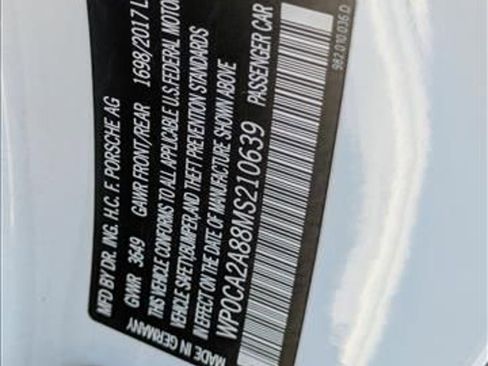 MFD BY DR. ING. H.C. F. PORSCHE AG
GVWR 3649 GAWR FRONT/REAR 1698/2017 L
THIS VEHICLE CONFORMS TO ALL APPLICABLE U.S. FEDERAL MOTOR
VEHICLE SAFETY,BUMPER,AND THEFT PREVENTION STANDARDS
IN EFFECT ON THE DATE OF MANUFACTURE SHOWN ABOVE
WP0CA2A88MS210639 PASSENGER CAR
MADE IN GERMANY
982.010.036 D